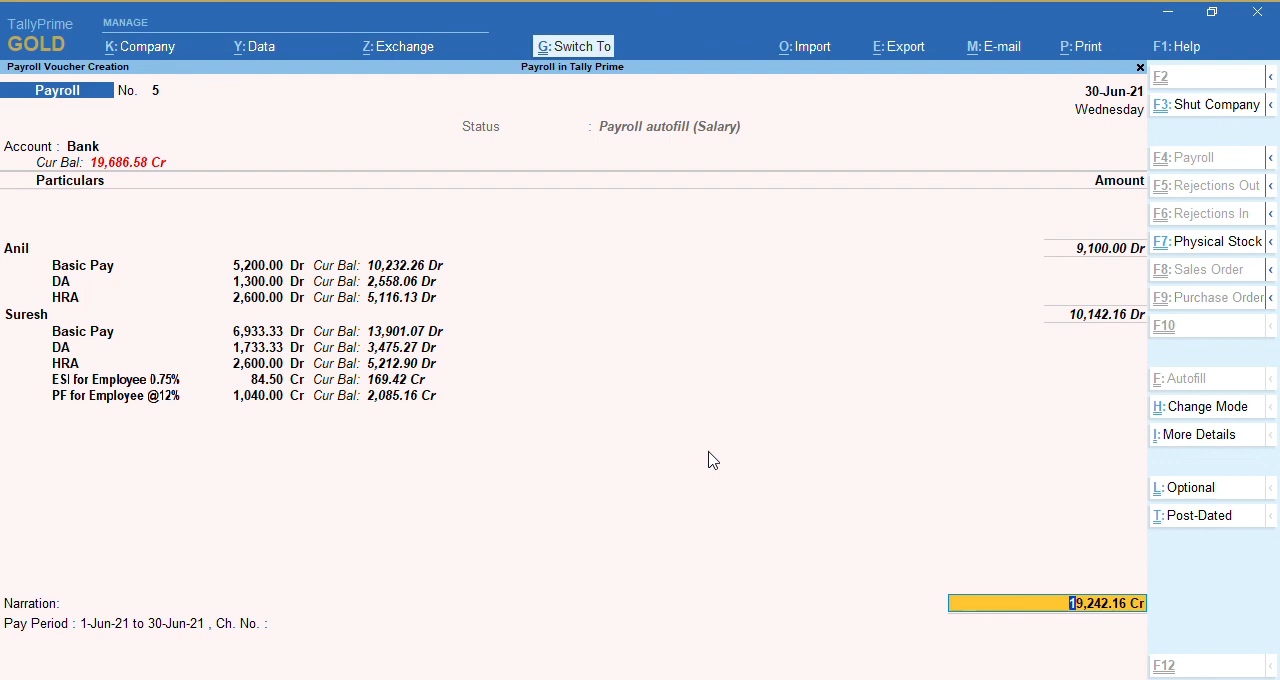 TallyPrime MANAGE
GOLD K: Company Y: Data Z: Exchange G: Switch To O: Import E: Export M: E-mail P: Print F1: Help
Payroll Voucher Creation Payroll in Tally Prime
Payroll No. 5 30-Jun-21
Wednesday
Status : Payroll autofill (Salary)
Account : Bank
Cur Bal: 19,686.58 Cr
Particulars Amount
Anil 9,100.00 Dr
Basic Pay 5,200.00 Dr Cur Bal: 10,232.26 Dr
DA 1,300.00 Dr Cur Bal: 2,558.06 Dr
HRA 2,600.00 Dr Cur Bal: 5,116.13 Dr
Suresh 10,142.16 Dr
Basic Pay 6,933.33 Dr Cur Bal: 13,901.07 Dr
DA 1,733.33 Dr Cur Bal: 3,475.27 Dr
HRA 2,600.00 Dr Cur Bal: 5,212.90 Dr
ESI for Employee 0.75% 84.50 Cr Cur Bal: 169.42 Cr
PF for Employee @12% 1,040.00 Cr Cur Bal: 2,085.16 Cr
Narration: 19,242.16 Cr
Pay Period : 1-Jun-21 to 30-Jun-21 , Ch. No. :
F2
F3: Shut Company
F4: Payroll
F5: Rejections Out
F6: Rejections In
F7: Physical Stock
F8: Sales Order
F9: Purchase Order
F10
F: Autofill
H: Change Mode
I: More Details
L: Optional
T: Post-Dated
F12